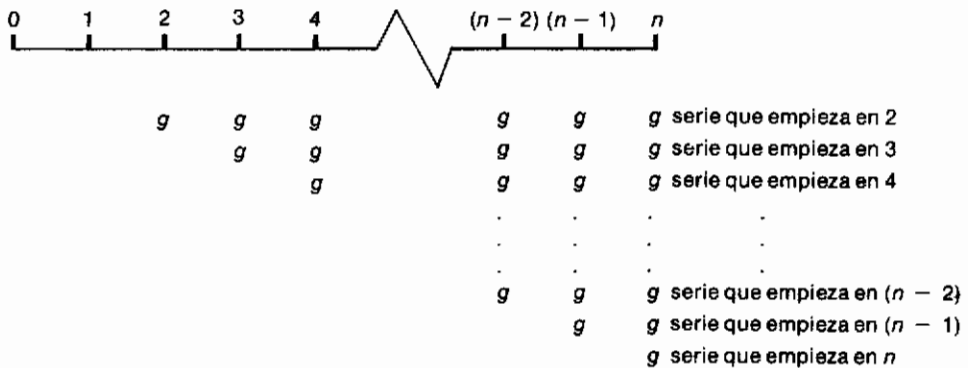 0 1 2 3 4 (n − 2) (n − 1) n
g g g g g g serie que empieza en 2
g g g g g serie que empieza en 3
g g g g serie que empieza en 4
. . . .
. . . .
. . . .
g g g serie que empieza en (n − 2)
g g serie que empieza en (n − 1)
g serie que empieza en n